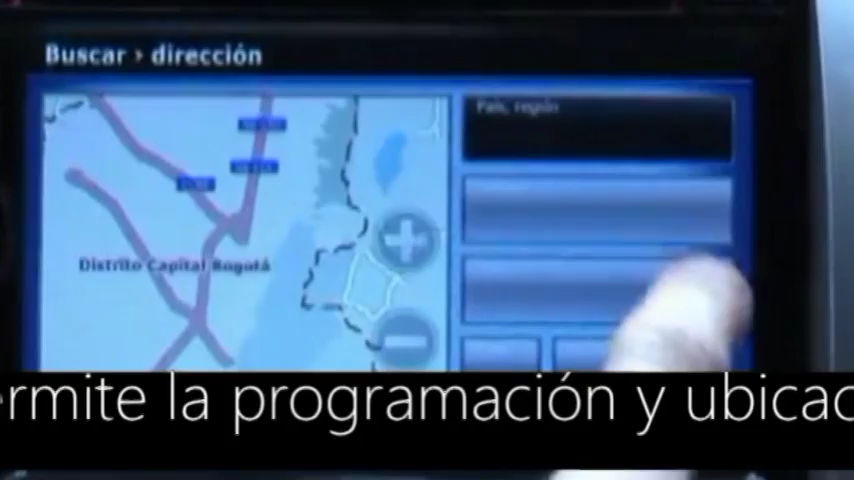 Buscar › dirección
País, región
Distrito Capital Bogotá
ermite la programación y ubicac